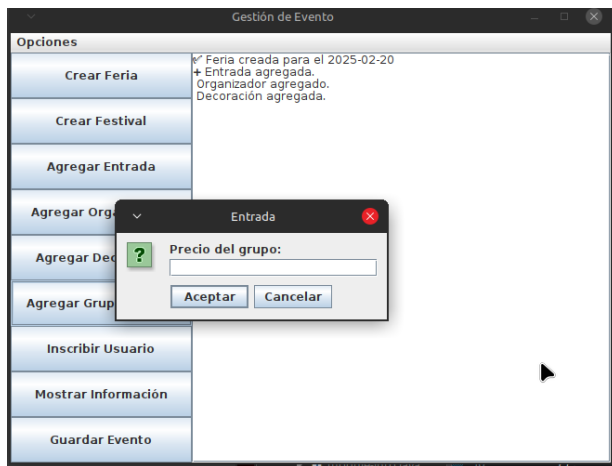 Gestión de Evento
Opciones
Crear Feria
Crear Festival
Agregar Entrada
Agregar Org
Agregar Dec
Agregar Grup
Inscribir Usuario
Mostrar Información
Guardar Evento
✔ Feria creada para el 2025-02-20
+ Entrada agregada.
Organizador agregado.
Decoración agregada.
Entrada
?
Precio del grupo:
Aceptar
Cancelar